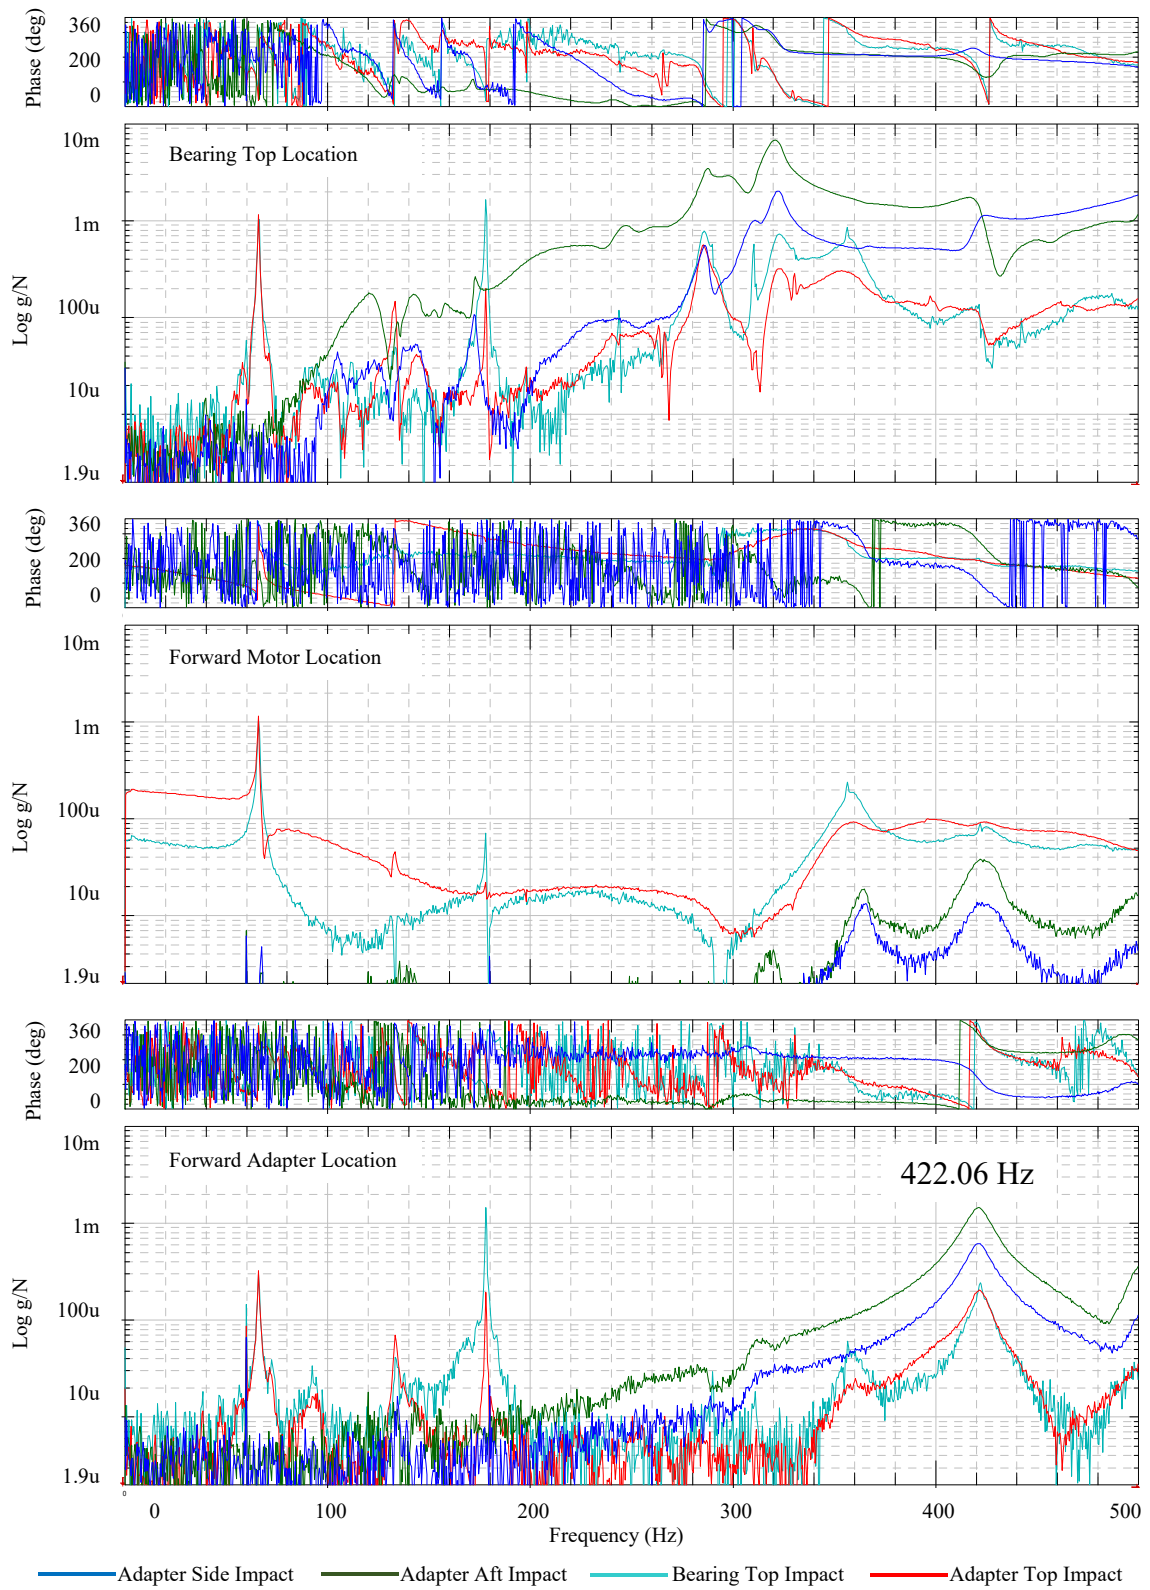 Phase (deg)
360
200
0
Log g/N
10m
Bearing Top Location
1m
100u
10u
1.9u
Phase (deg)
360
200
0
Log g/N
10m
Forward Motor Location
1m
100u
10u
1.9u
Phase (deg)
360
200
0
Log g/N
10m
Forward Adapter Location
422.06 Hz
1m
100u
10u
1.9u
0
0 100 200 300 400 500
Frequency (Hz)
Adapter Side Impact Adapter Aft Impact Bearing Top Impact Adapter Top Impact